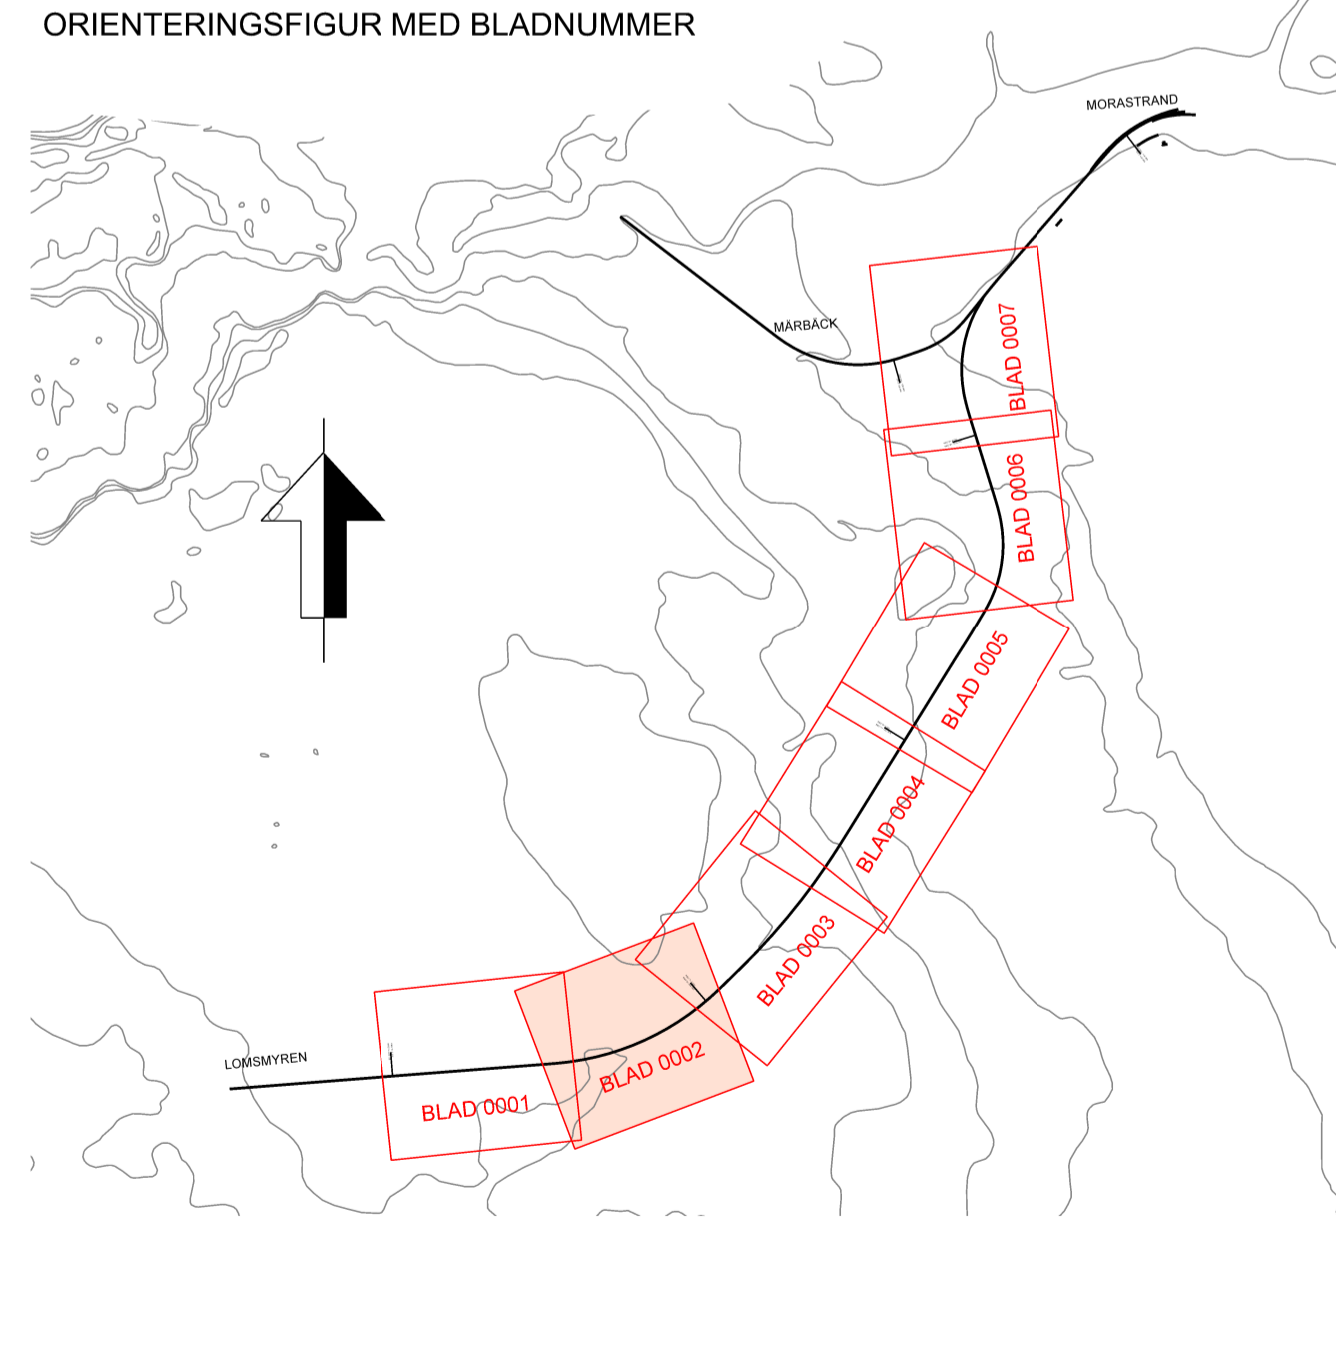 ORIENTERINGSFIGUR MED BLADNUMMER
MORASTRAND
MÄRBÄCK
BLAD 0007
BLAD 0006
BLAD 0005
BLAD 0004
BLAD 0003
BLAD 0002
LOMSMYREN
BLAD 0001